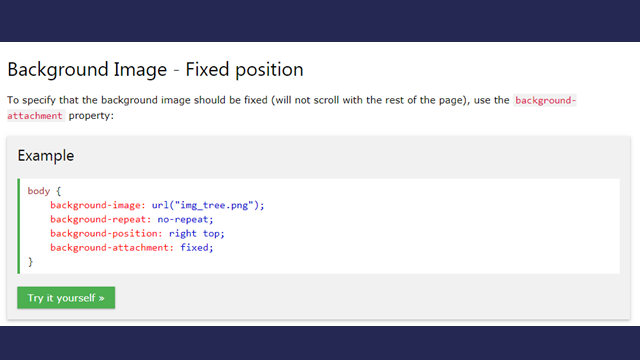 Background Image - Fixed position
To specify that the background image should be fixed (will not scroll with the rest of the page), use the background-
attachment property:
Example
body {
    background-image: url("img_tree.png");
    background-repeat: no-repeat;
    background-position: right top;
    background-attachment: fixed;
}
Try it yourself »